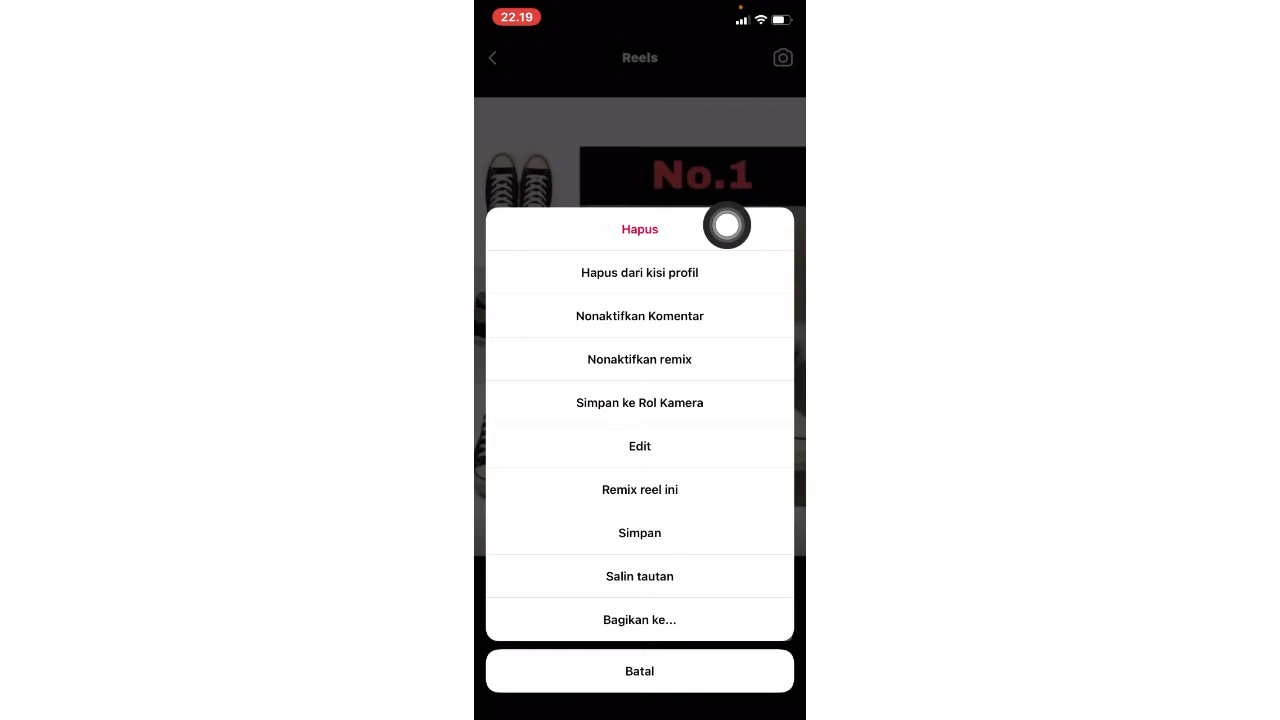 22.19
Reels
No.1
Hapus
Hapus dari kisi profil
Nonaktifkan Komentar
Nonaktifkan remix
Simpan ke Rol Kamera
Edit
Remix reel ini
Simpan
Salin tautan
Bagikan ke...
Batal